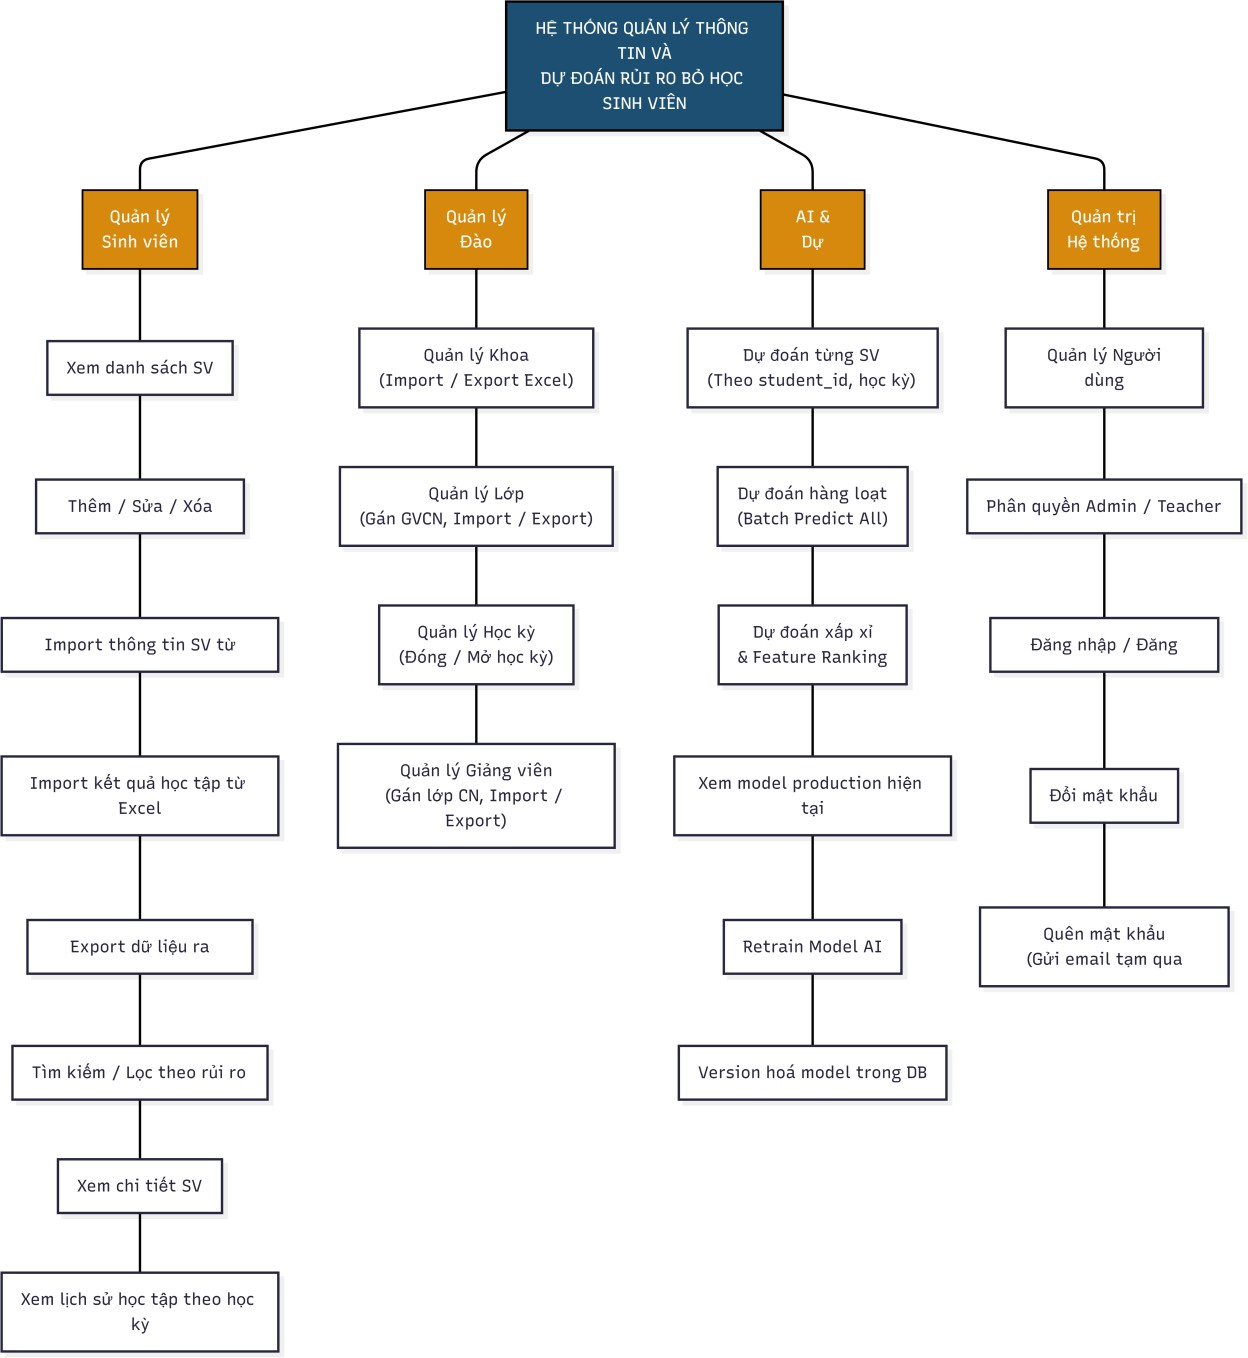 HỆ THỐNG QUẢN LÝ THÔNG
TIN VÀ
DỰ ĐOÁN RỦI RO BỎ HỌC
SINH VIÊN
Quản lý
Sinh viên
Xem danh sách SV
Thêm / Sửa / Xóa
Import thông tin SV từ
Import kết quả học tập từ
Excel
Export dữ liệu ra
Tìm kiếm / Lọc theo rủi ro
Xem chi tiết SV
Xem lịch sử học tập theo học
kỳ
Quản lý
Đào
Quản lý Khoa
(Import / Export Excel)
Quản lý Lớp
(Gán GVCN, Import / Export)
Quản lý Học kỳ
(Đóng / Mở học kỳ)
Quản lý Giảng viên
(Gán lớp CN, Import /
Export)
AI &
Dự
Dự đoán từng SV
(Theo student_id, học kỳ)
Dự đoán hàng loạt
(Batch Predict All)
Dự đoán xấp xỉ
& Feature Ranking
Xem model production hiện
tại
Retrain Model AI
Version hoá model trong DB
Quản trị
Hệ thống
Quản lý Người
dùng
Phân quyền Admin / Teacher
Đăng nhập / Đăng
Đổi mật khẩu
Quên mật khẩu
(Gửi email tạm qua